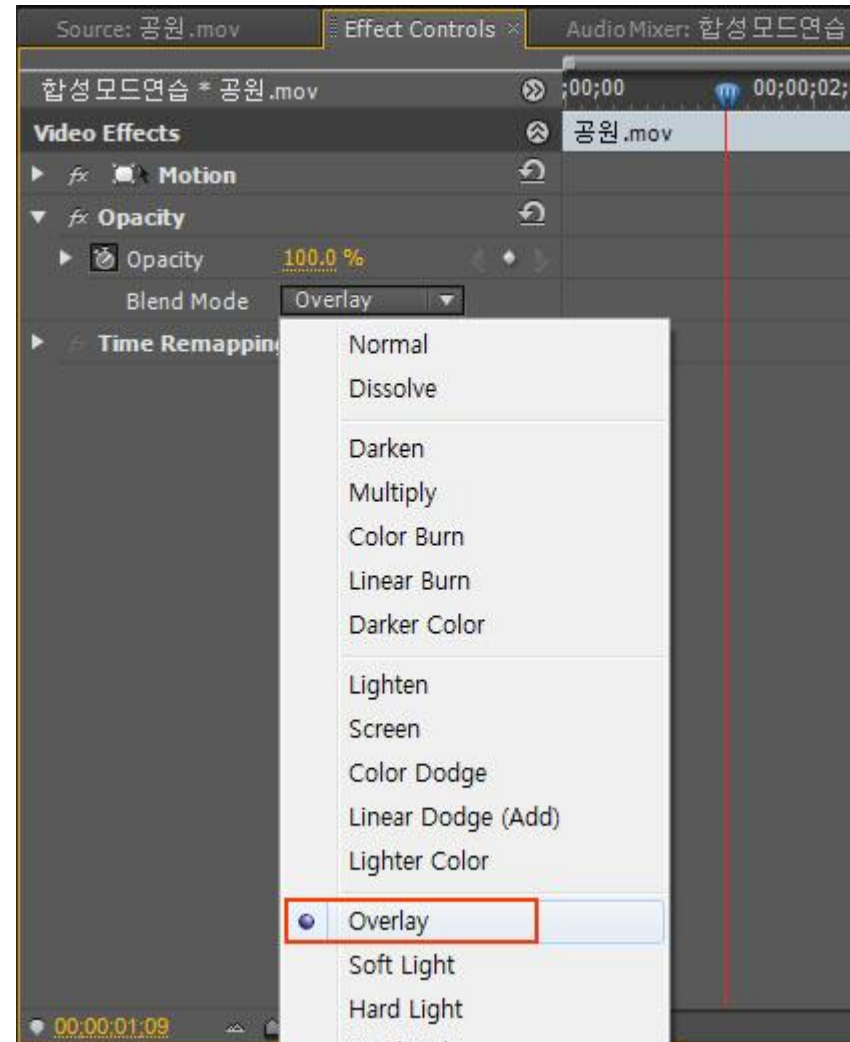 Source: 공원.mov Effect Controls × Audio Mixer: 합성모드연습
합성모드연습 * 공원.mov ;00;00 00;00;02;
Video Effects 공원.mov
fx Motion
fx Opacity
Opacity 100.0 %
Blend Mode Overlay
Time Remapping
Normal
Dissolve
Darken
Multiply
Color Burn
Linear Burn
Darker Color
Lighten
Screen
Color Dodge
Linear Dodge (Add)
Lighter Color
Overlay
Soft Light
Hard Light
00;00;01;09